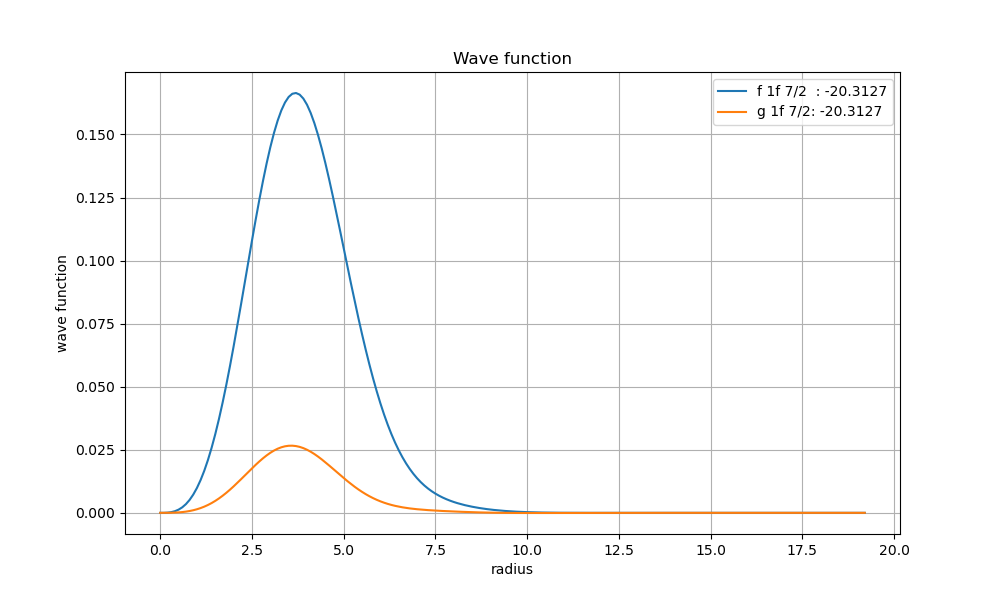 Wave function
f 1f 7/2  : -20.3127
g 1f 7/2: -20.3127
wave function
0.150
0.125
0.100
0.075
0.050
0.025
0.000
0.0 2.5 5.0 7.5 10.0 12.5 15.0 17.5 20.0
radius